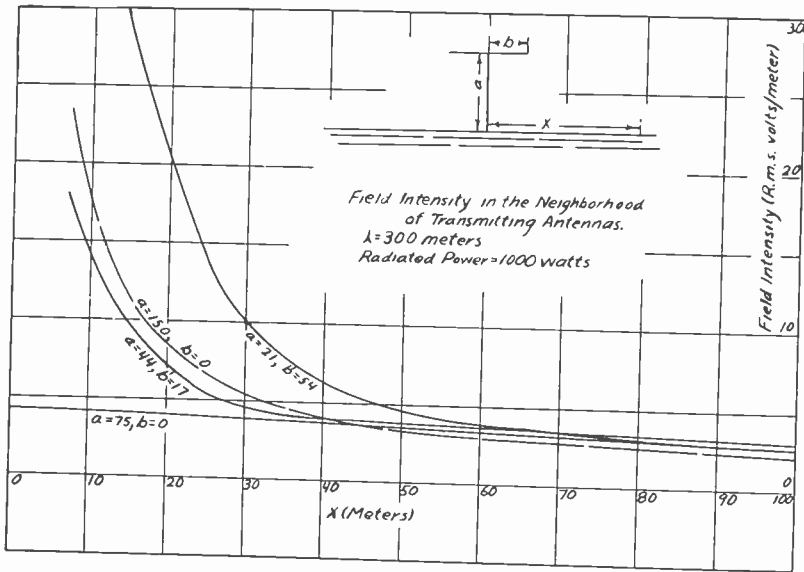 30
b
a
X
20
Field Intensity (R.m.s. volts/meter)
Field Intensity in the Neighborhood
of Transmitting Antennas.
λ=300 meters
Radiated Power=1000 watts
10
a=150, b=0
a=44, b=17
a=21, b=54
a=75, b=0
0
0 10 20 30 40 50 60 70 80 90 100
X (Meters)